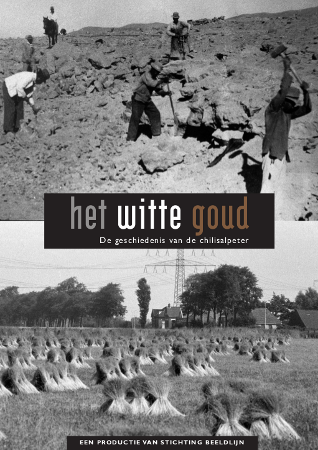 het witte goud
De geschiedenis van de chilisalpeter
EEN PRODUCTIE VAN STICHTING BEELDLIJN